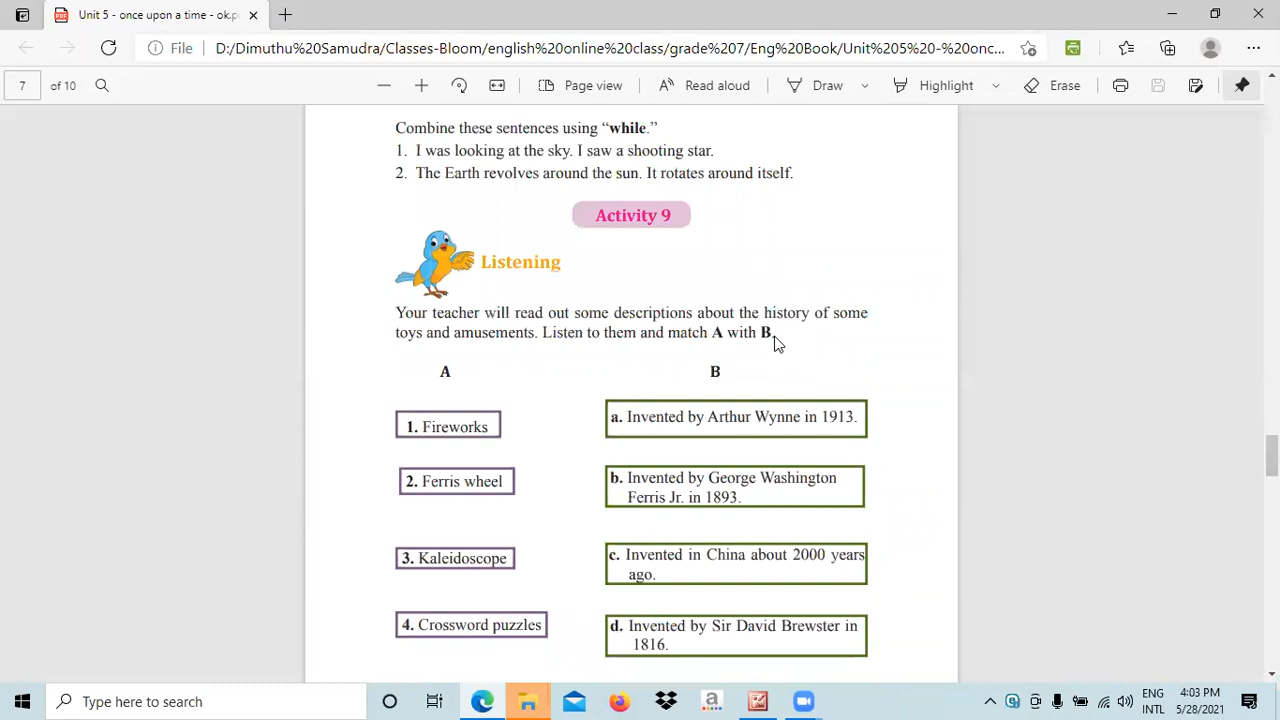 Unit 5 - once upon a time - ok.p
File
D:/Dimuthu%20Samudra/Classes-Bloom/english%20online%20class/grade%207/Eng%20Book/Unit%205%20-%20onc...
7 of 10
Page view
Read aloud
Draw
Highlight
Erase
Combine these sentences using “while.”
1. I was looking at the sky. I saw a shooting star.
2. The Earth revolves around the sun. It rotates around itself.
Activity 9
Listening
Your teacher will read out some descriptions about the history of some
toys and amusements. Listen to them and match A with B.
A B
1. Fireworks
a. Invented by Arthur Wynne in 1913.
2. Ferris wheel
b. Invented by George Washington
Ferris Jr. in 1893.
3. Kaleidoscope
c. Invented in China about 2000 years
ago.
4. Crossword puzzles
d. Invented by Sir David Brewster in
1816.
Type here to search
ENG
INTL
4:03 PM
5/28/2021